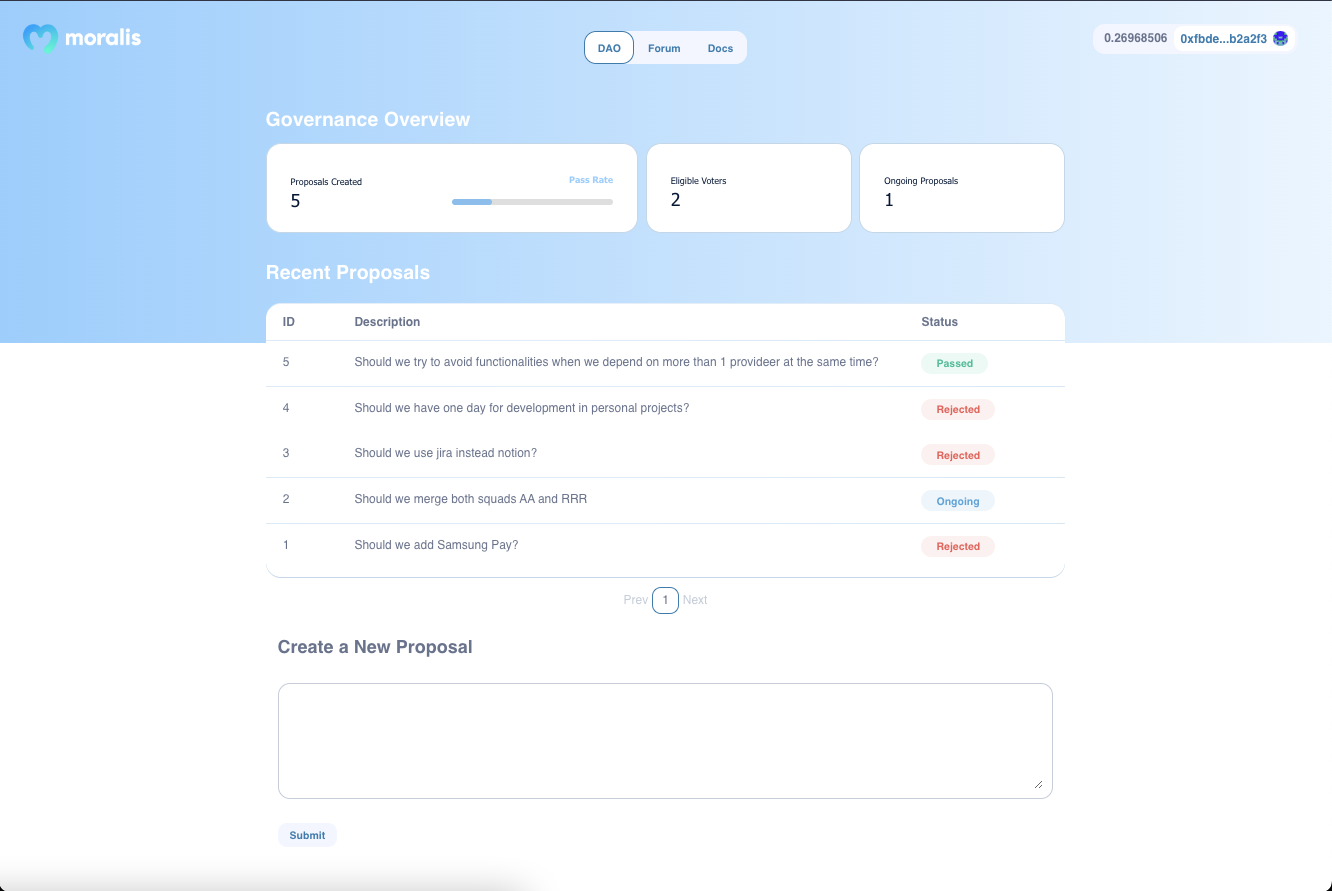 moralis
DAO Forum Docs
0.26968506 0xfbde...b2a2f3
Governance Overview
Proposals Created
5
Pass Rate
Eligible Voters
2
Ongoing Proposals
1
Recent Proposals
ID Description Status
5 Should we try to avoid functionalities when we depend on more than 1 provideer at the same time? Passed
4 Should we have one day for development in personal projects? Rejected
3 Should we use jira instead notion? Rejected
2 Should we merge both squads AA and RRR Ongoing
1 Should we add Samsung Pay? Rejected
Prev 1 Next
Create a New Proposal
Submit